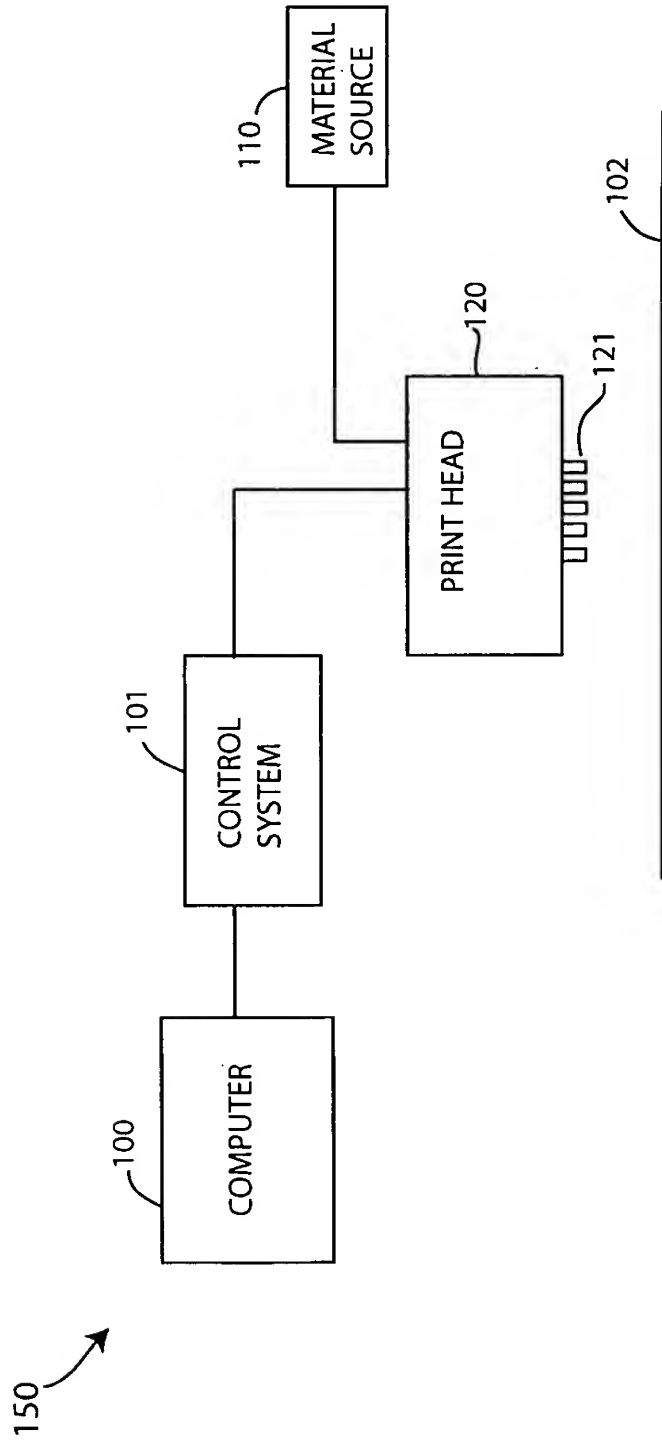 150
100
COMPUTER
101
CONTROL
SYSTEM
110
MATERIAL
SOURCE
120
PRINT HEAD
121
102